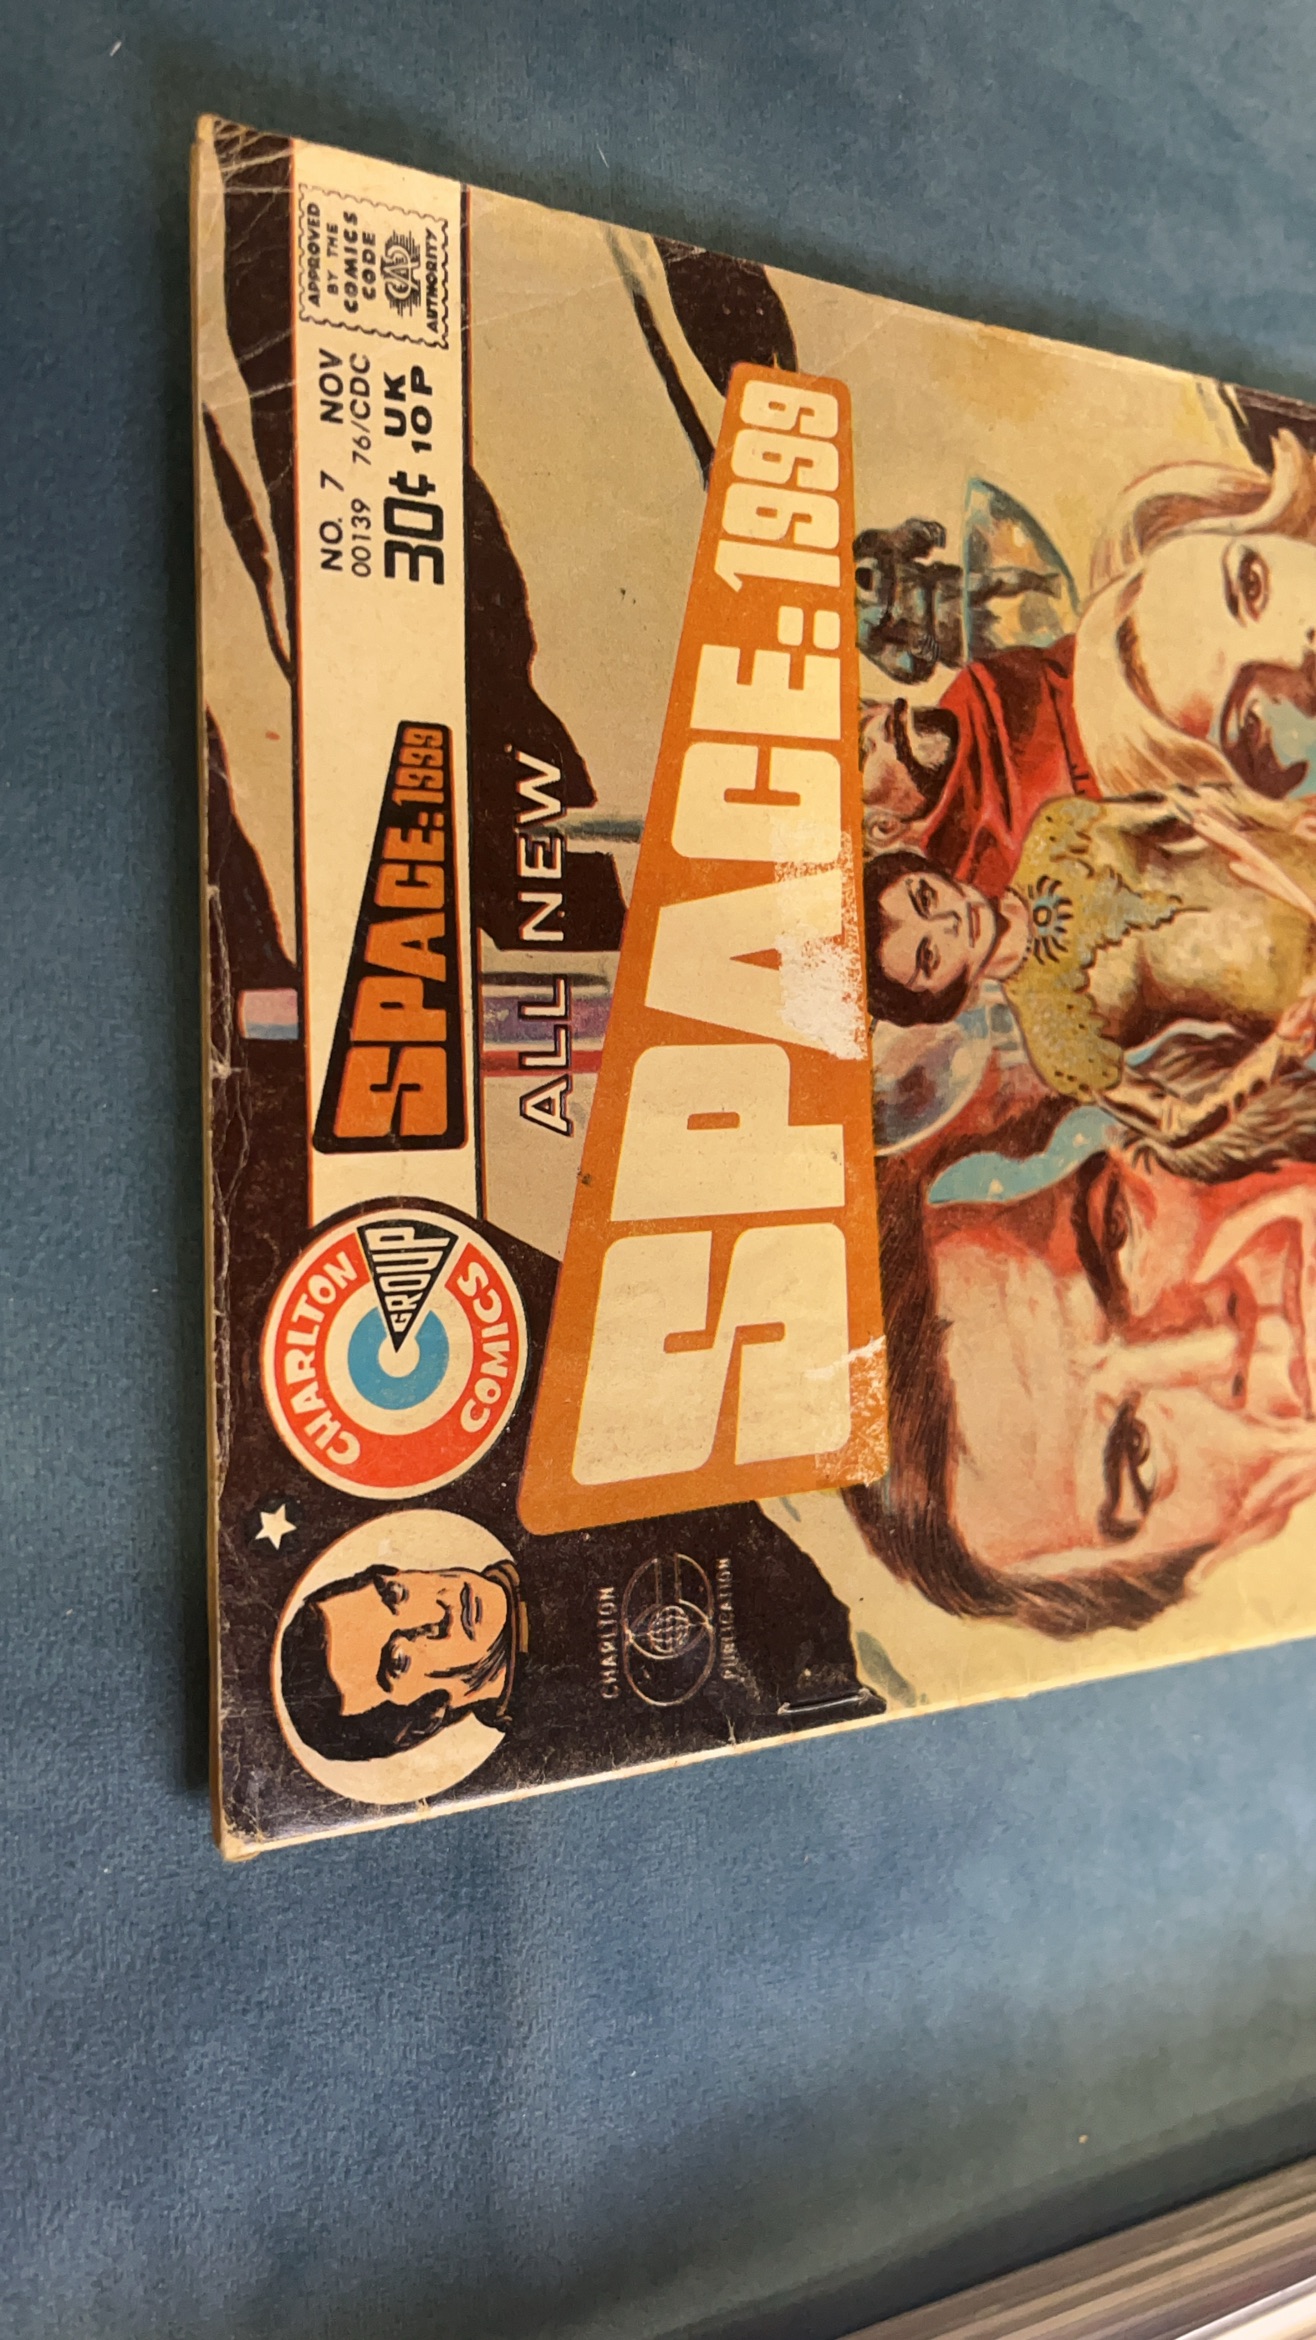 CHARLTON
COMICS
GROUP
SPACE: 1999
NO. 7 NOV
00139 76/CDC
30¢ UK
10 P
APPROVED
BY THE
COMICS
CODE
CA
AUTHORITY
ALL NEW
SPACE: 1999
CHARLTON
PUBLICATION